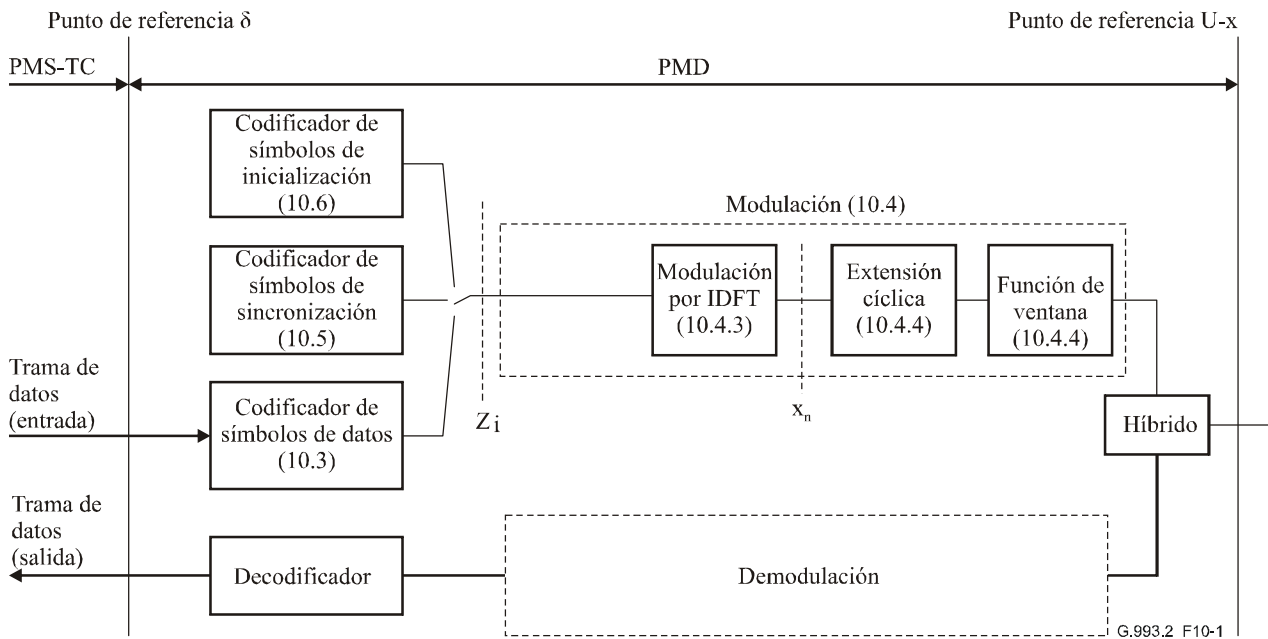 Punto de referencia δ
Punto de referencia U-x
PMS-TC
PMD
Codificador de
símbolos de
inicialización
(10.6)
Modulación (10.4)
Codificador de
símbolos de
sincronización
(10.5)
Modulación
por IDFT
(10.4.3)
Extensión
cíclica
(10.4.4)
Función de
ventana
(10.4.4)
Trama de
datos
(entrada)
Codificador de
símbolos de datos
(10.3)
Zi
xn
Híbrido
Trama de
datos
(salida)
Decodificador
Demodulación
G.993.2_F10-1